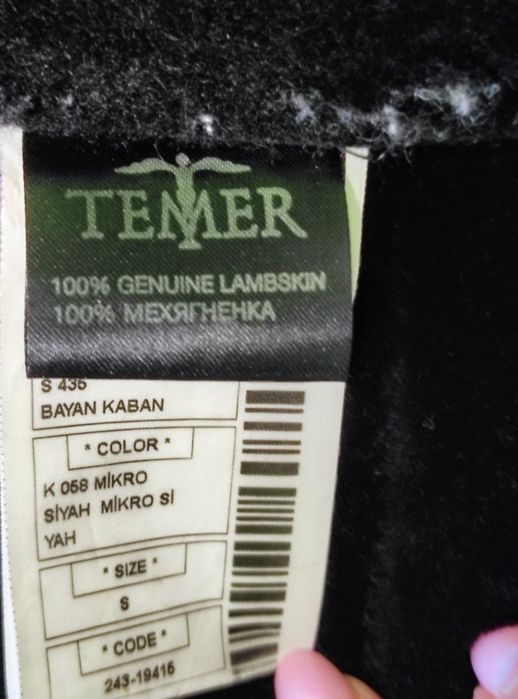 TEMER
100% GENUINE LAMBSKIN
100% МЕХЯГНЕНКА
S 435
BAYAN KABAN
* COLOR *
K 058 MİKRO
SİYAH MİKRO Sİ
YAH
* SIZE *
S
* CODE *
243-19415